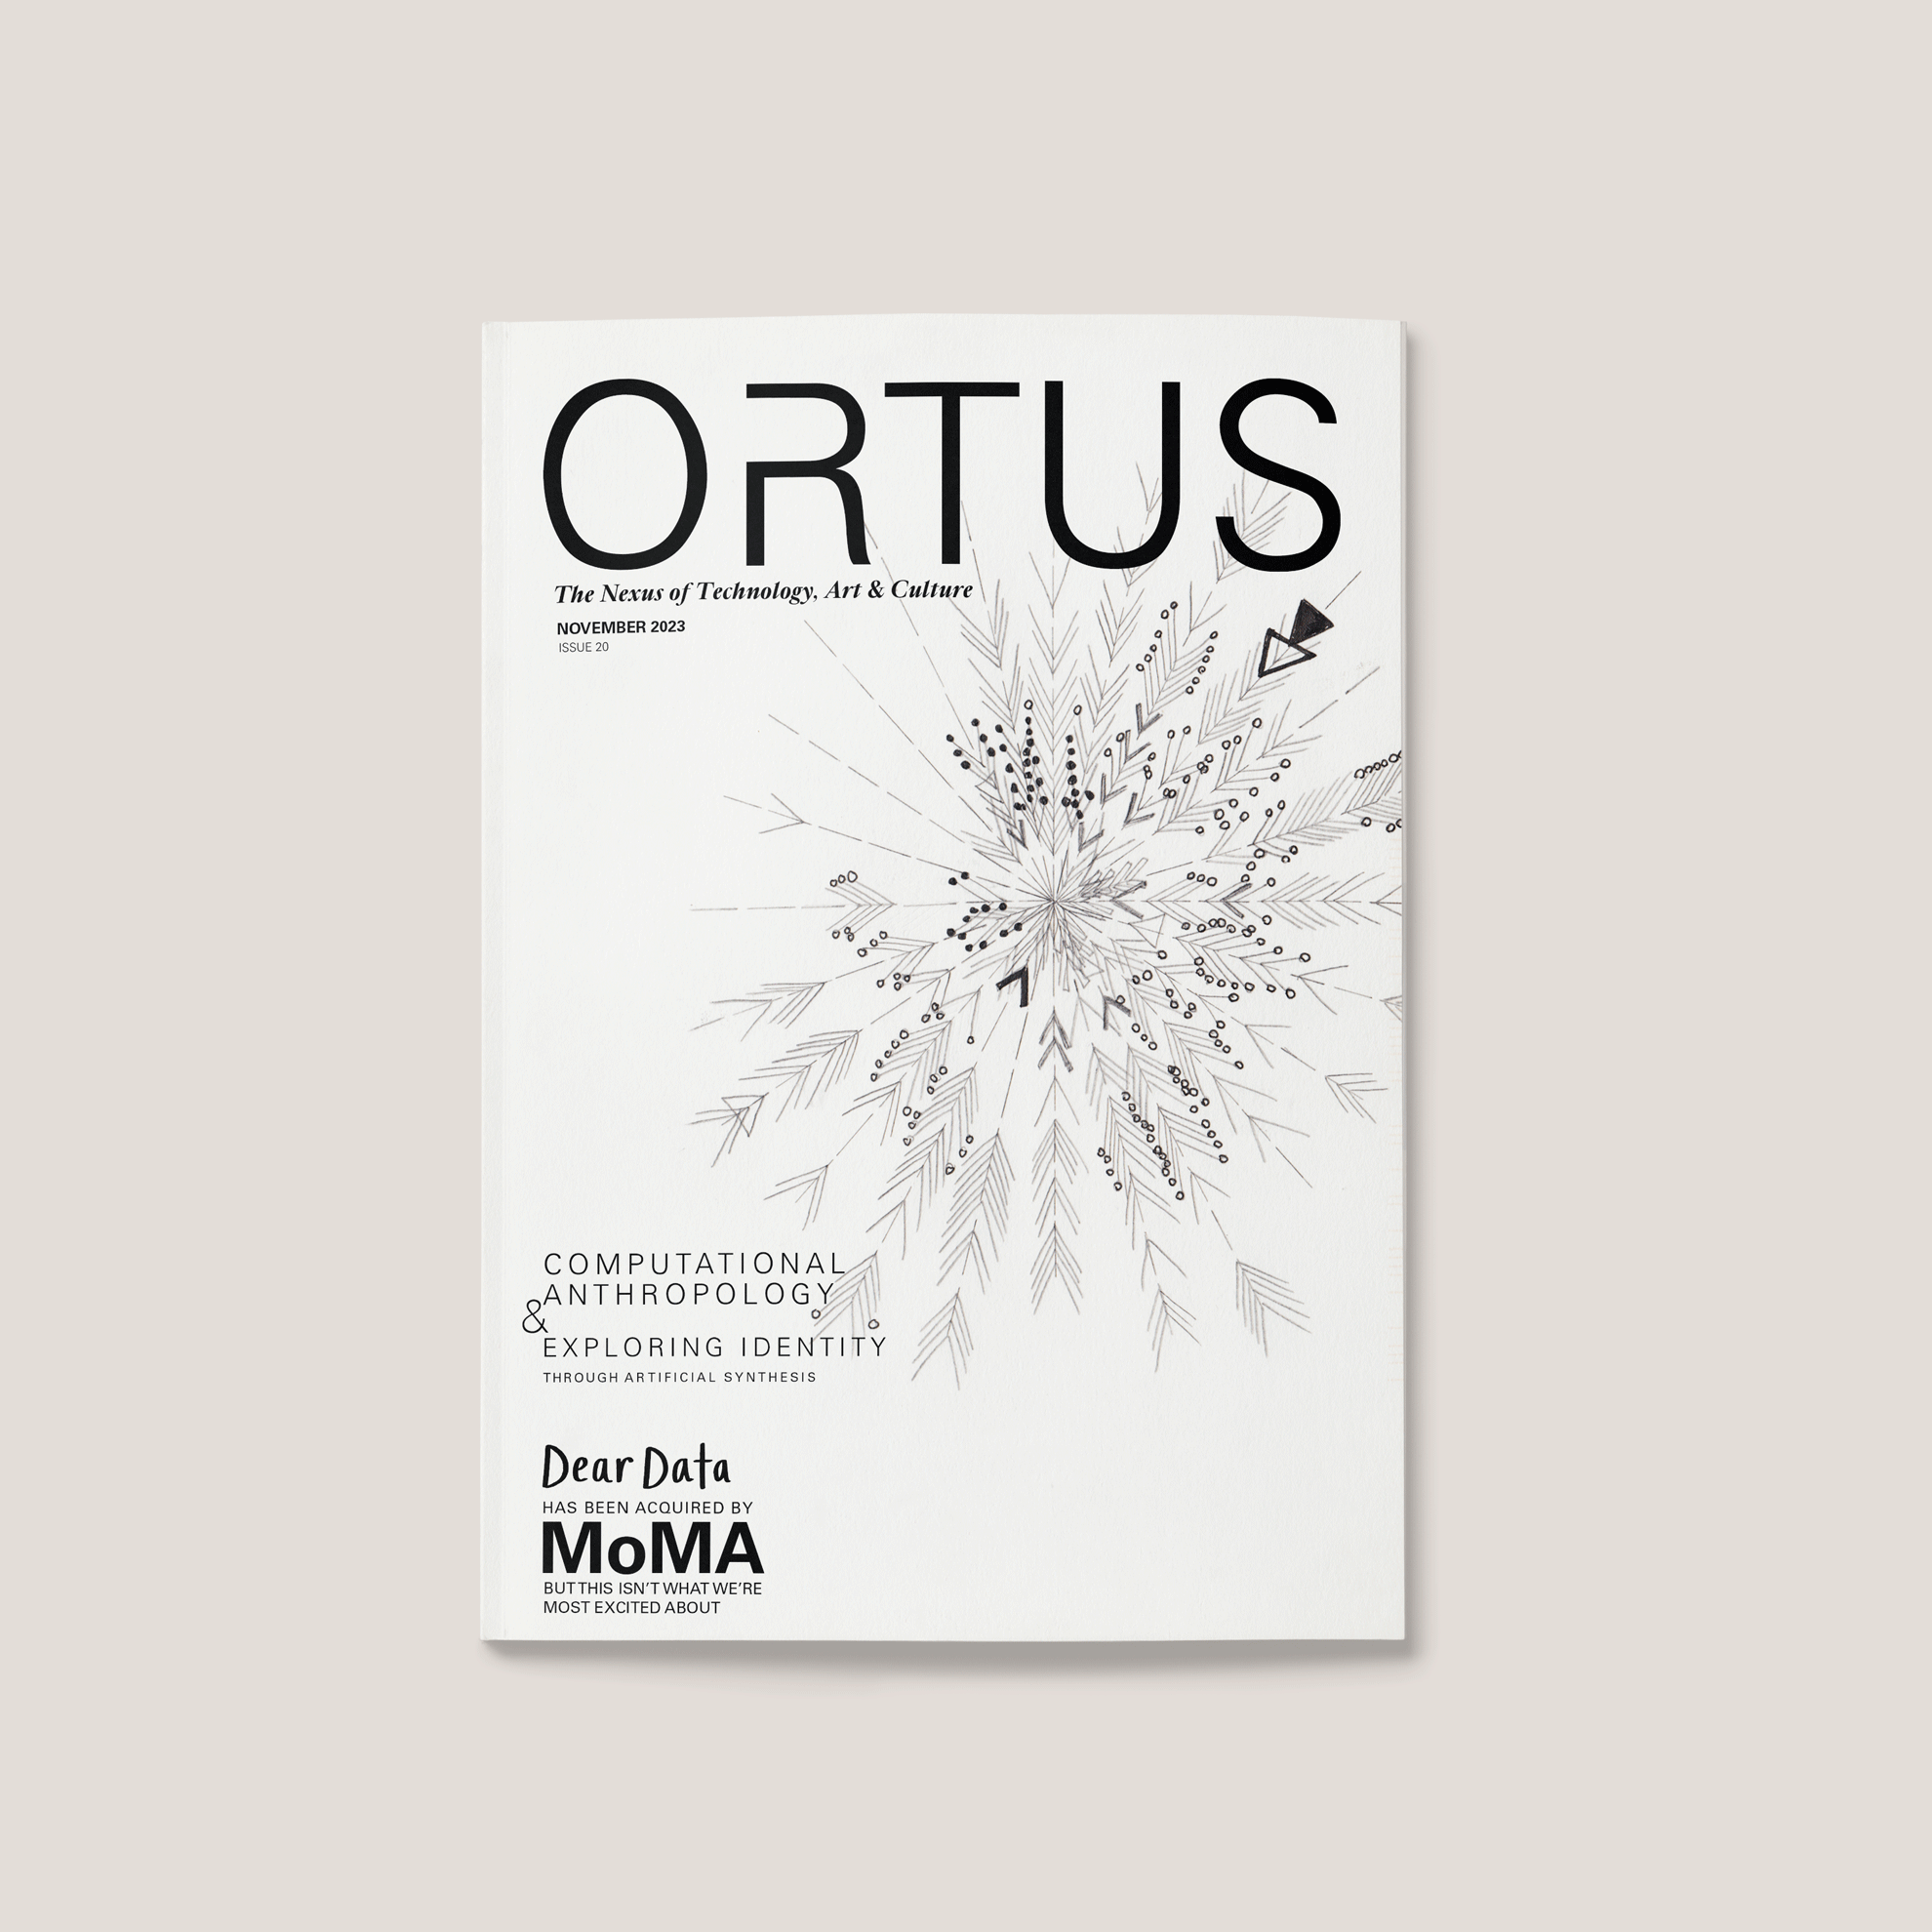 ORTUS
The Nexus of Technology, Art & Culture
NOVEMBER 2023
ISSUE 20
COMPUTATIONAL
ANTHROPOLOGY
&
EXPLORING IDENTITY
THROUGH ARTIFICIAL SYNTHESIS
Dear Data
HAS BEEN ACQUIRED BY
MoMA
BUT THIS ISN'T WHAT WE'RE
MOST EXCITED ABOUT